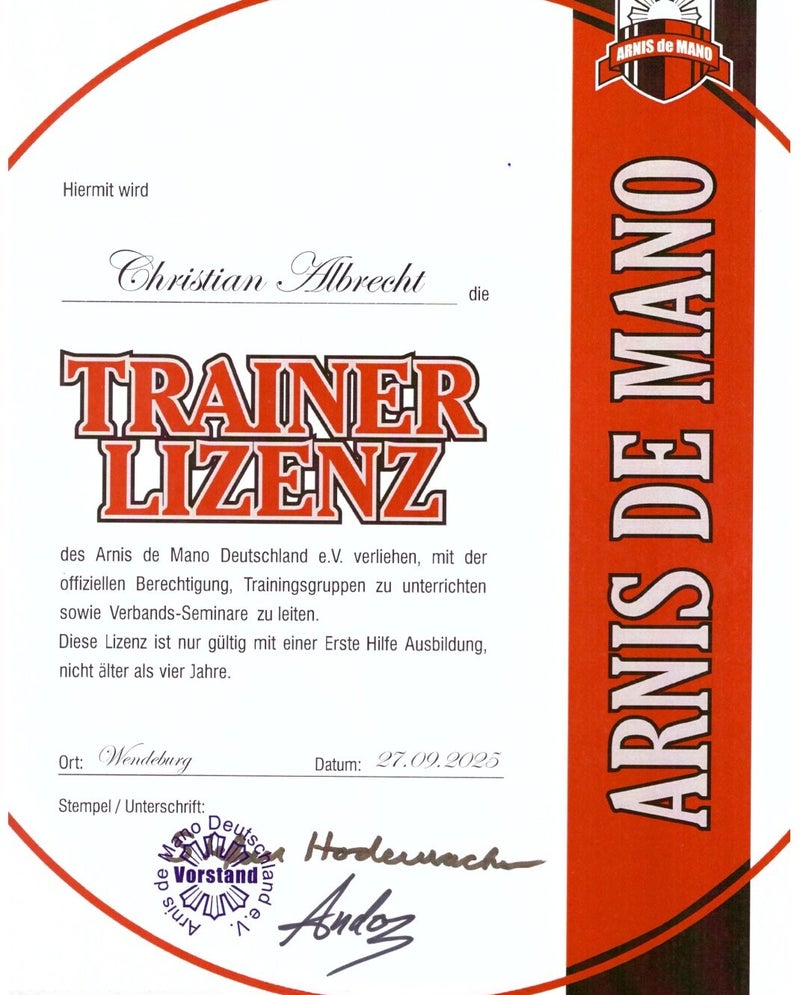 ARNIS de MANO
Hiermit wird
Christian Albrecht die
TRAINER
LIZENZ
des Arnis de Mano Deutschland e.V. verliehen, mit der
offiziellen Berechtigung, Trainingsgruppen zu unterrichten
sowie Verbands-Seminare zu leiten.
Diese Lizenz ist nur gültig mit einer Erste Hilfe Ausbildung,
nicht älter als vier Jahre.
Ort: Wendeburg Datum: 27.09.2025
Stempel / Unterschrift:
Arnis de Mano Deutschland e.V.
Vorstand
ARNIS DE MANO